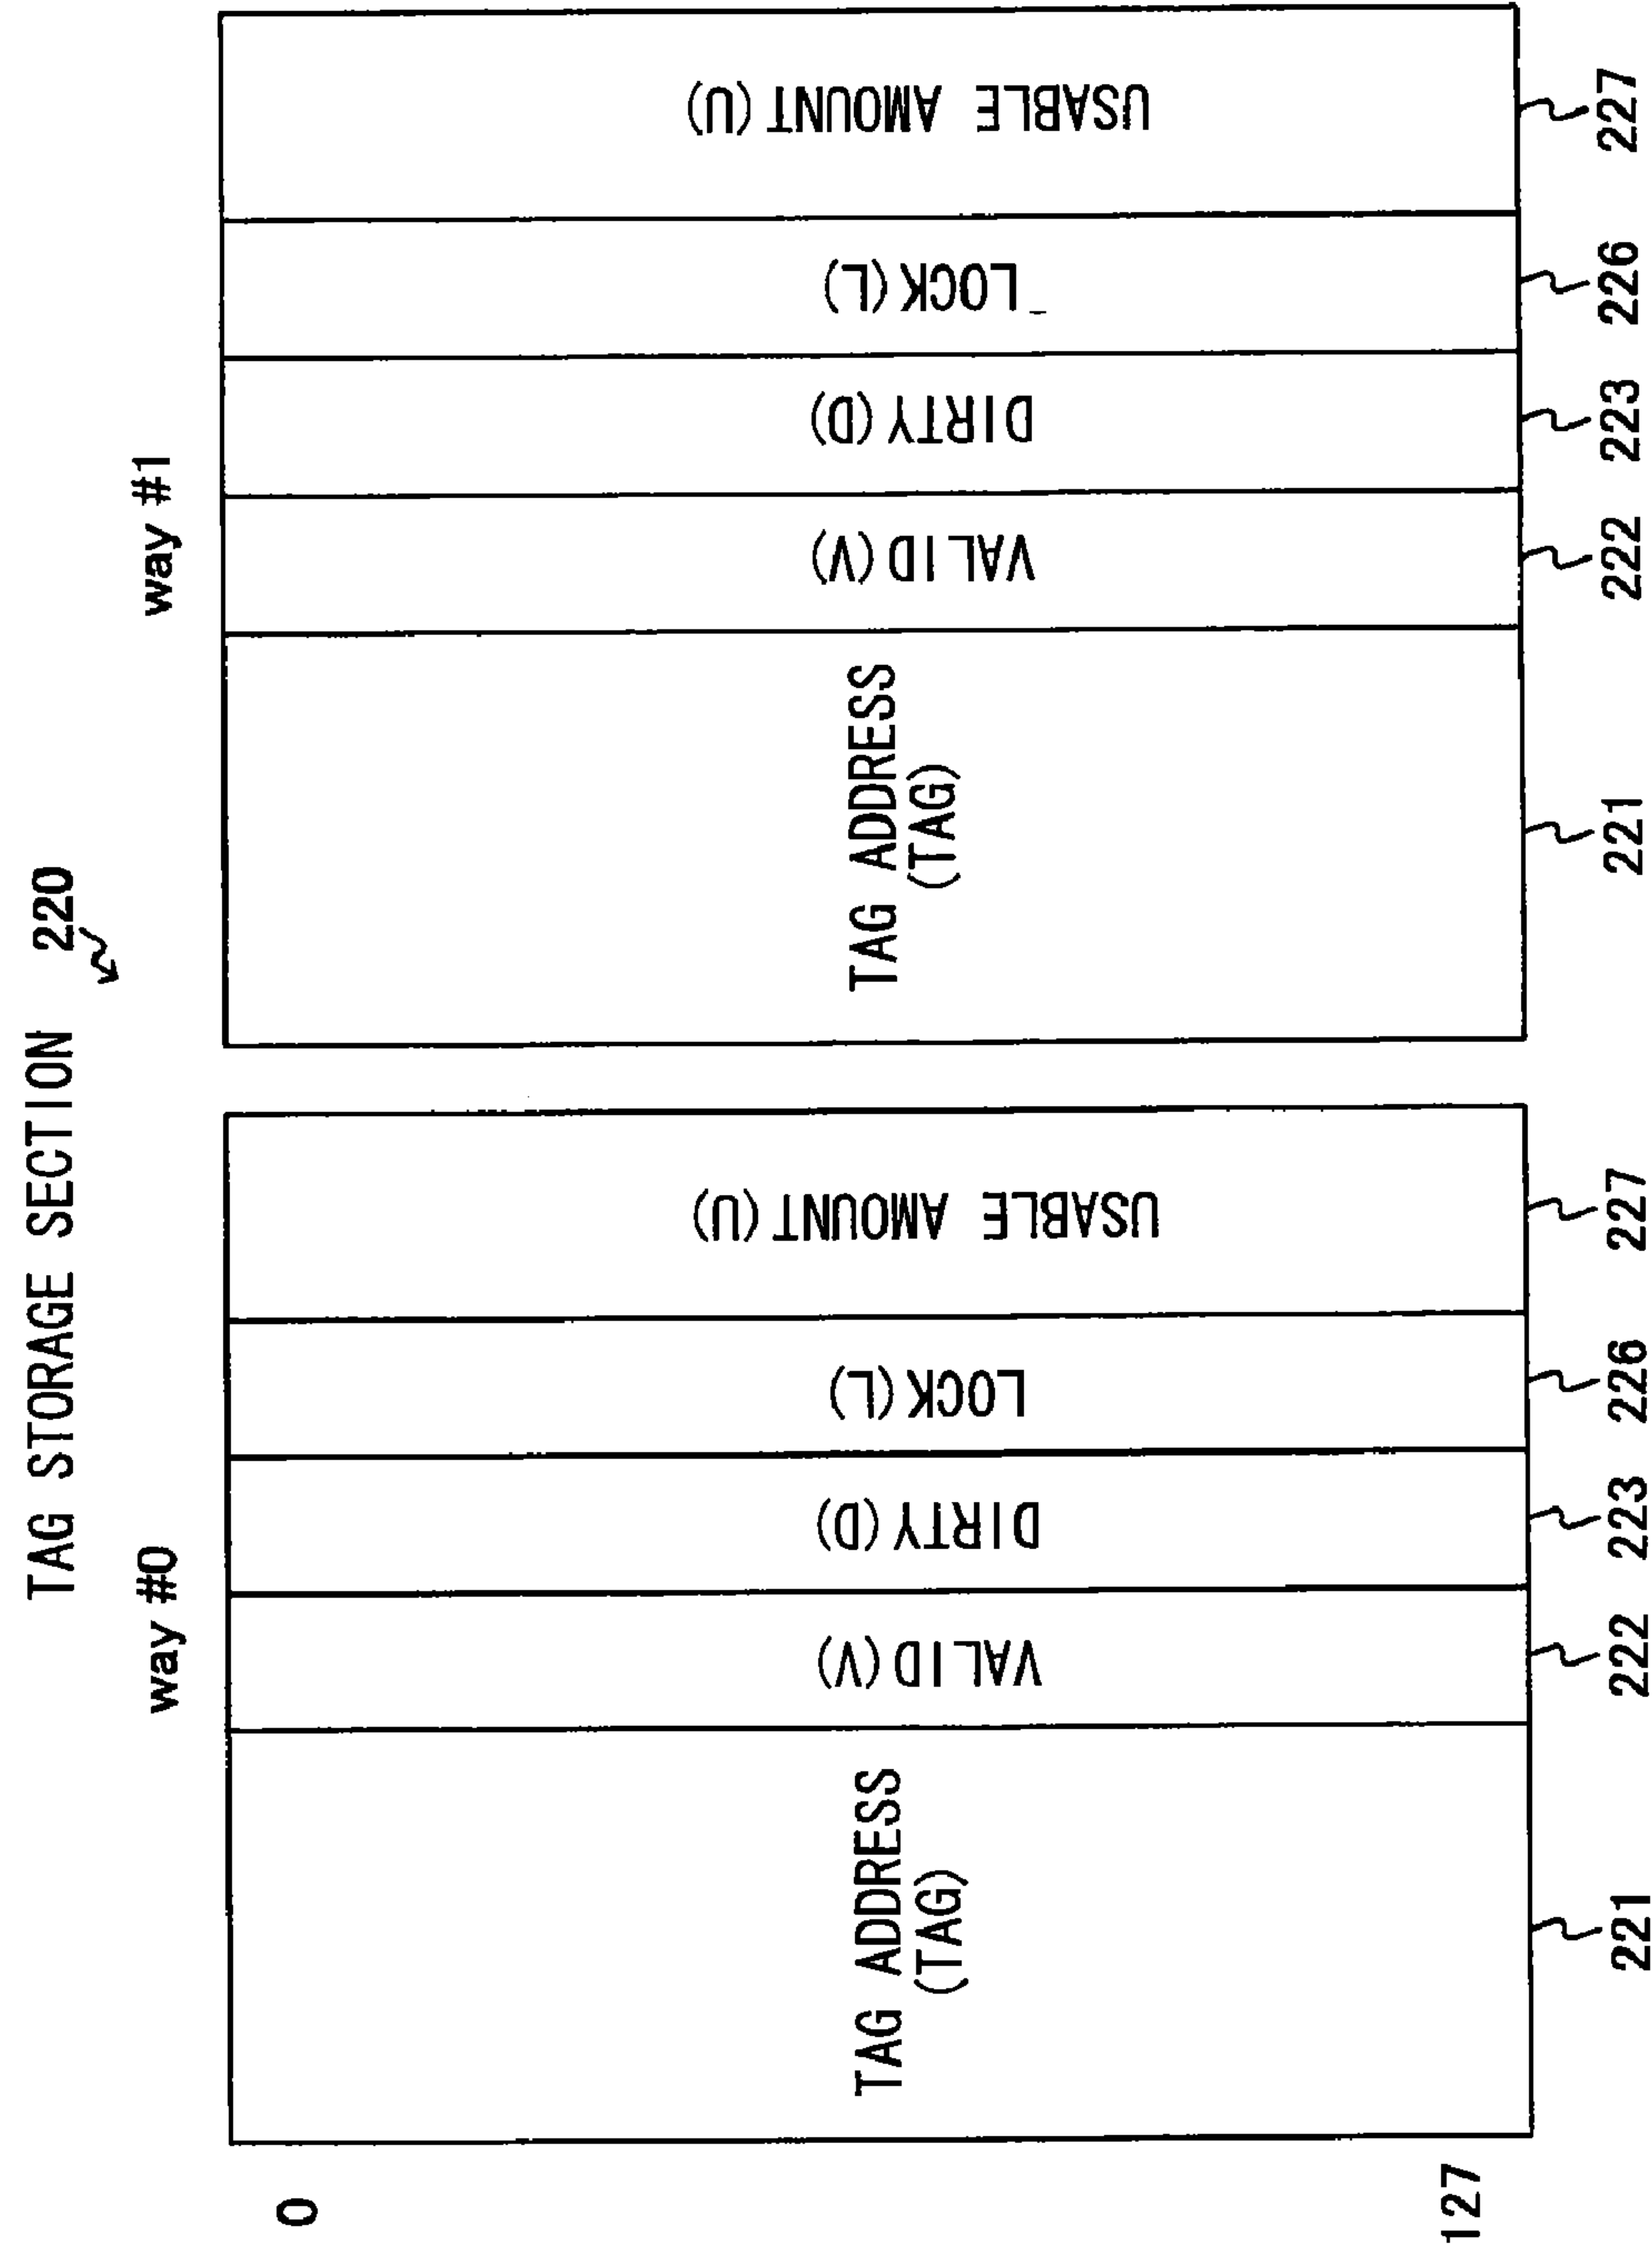 TAG STORAGE SECTION 220
way #0
way #1
0
127
TAG ADDRESS
(TAG)
VALID(V)
DIRTY(D)
LOCK(L)
USABLE AMOUNT(U)
TAG ADDRESS
(TAG)
VALID(V)
DIRTY(D)
LOCK(L)
USABLE AMOUNT(U)
221
222
223
226
227
221
222
223
226
227